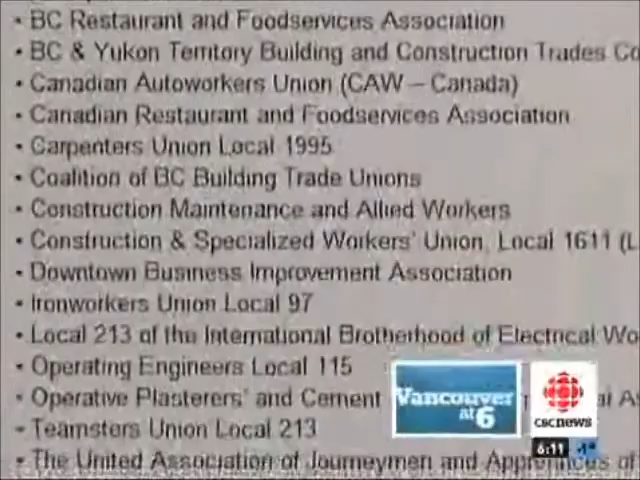 • BC Restaurant and Foodservices Association
• BC & Yukon Territory Building and Construction Trades Co
• Canadian Autoworkers Union (CAW – Canada)
• Canadian Restaurant and Foodservices Association
• Carpenters Union Local 1995
• Coalition of BC Building Trade Unions
• Construction Maintenance and Allied Workers
• Construction & Specialized Workers' Union, Local 1611 (L
• Downtown Business Improvement Association
• Ironworkers Union Local 97
• Local 213 of the International Brotherhood of Electrical Wo
• Operating Engineers Local 115
• Operative Plasterers' and Cement
• Teamsters Union Local 213
• The United Association of Journeymen and Apprentices of
Vancouver at 6
cbcnews
6:11 -1°